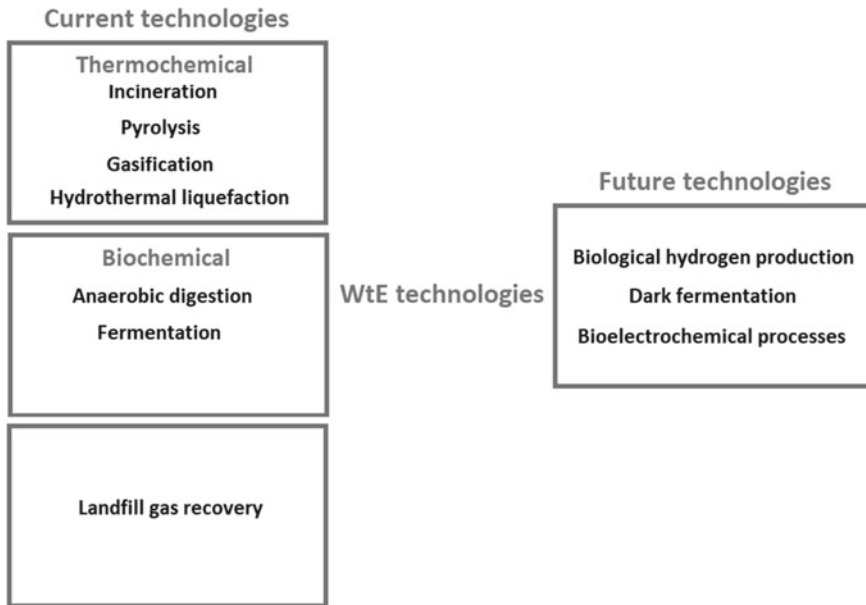 Current technologies
Thermochemical
Incineration
Pyrolysis
Gasification
Hydrothermal liquefaction
Biochemical
Anaerobic digestion
Fermentation
Landfill gas recovery
WtE technologies
Future technologies
Biological hydrogen production
Dark fermentation
Bioelectrochemical processes